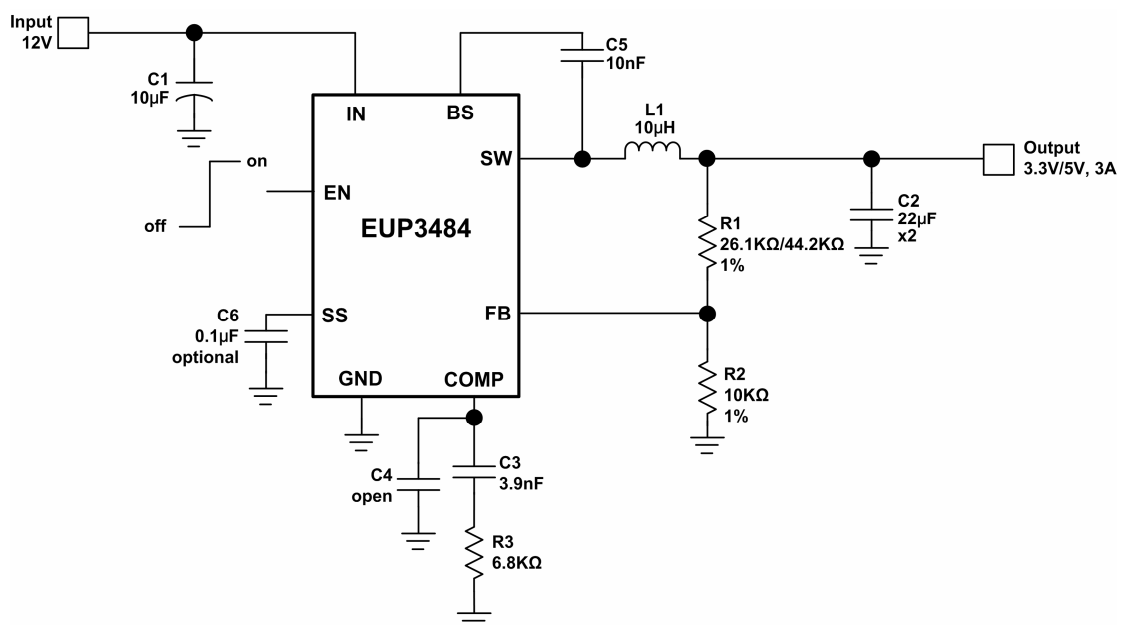 Input
12V
C1
10µF
IN
BS
C5
10nF
L1
10µH
SW
Output
3.3V/5V, 3A
on
off
EN
EUP3484
C2
22µF
x2
R1
26.1KΩ/44.2KΩ
1%
C6
0.1µF
optional
SS
FB
GND
COMP
R2
10KΩ
1%
C4
open
C3
3.9nF
R3
6.8KΩ